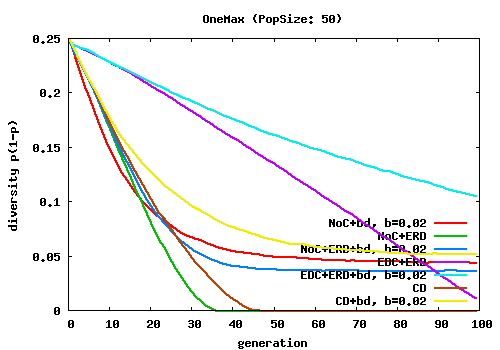 OneMax (PopSize: 50)
diversity p(1-p)
0.25
0.2
0.15
0.1
0.05
0
0 10 20 30 40 50 60 70 80 90 100
generation
NoC+bd, b=0.02
NoC+ERD
NoC+ERD+bd, b=0.02
EDC+ERD
EDC+ERD+bd, b=0.02
CD
CD+bd, b=0.02